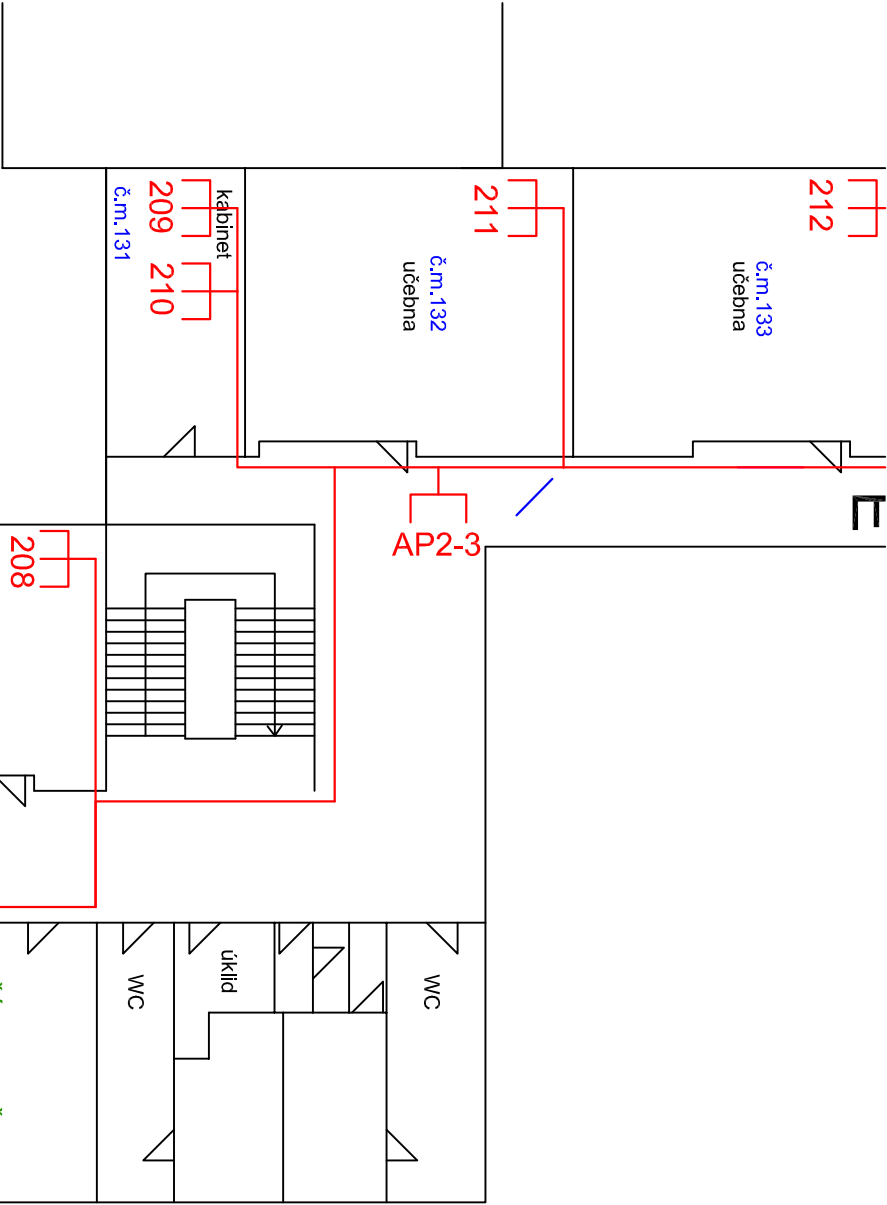 212
č.m.133
učebna
211
č.m.132
učebna
kabinet
209
210
č.m.131
E
AP2-3
208
WC
úklid
WC